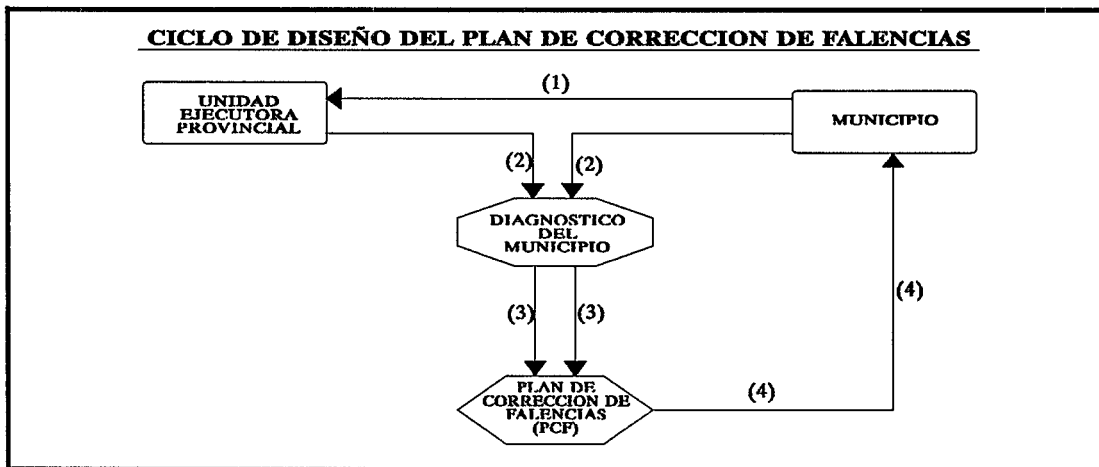 CICLO DE DISEÑO DEL PLAN DE CORRECCION DE FALENCIAS
(1)
UNIDAD
EJECUTORA
PROVINCIAL
MUNICIPIO
(2)
(2)
DIAGNOSTICO
DEL
MUNICIPIO
(3)
(3)
(4)
PLAN DE
CORRECCION DE
FALENCIAS
(PCF)
(4)